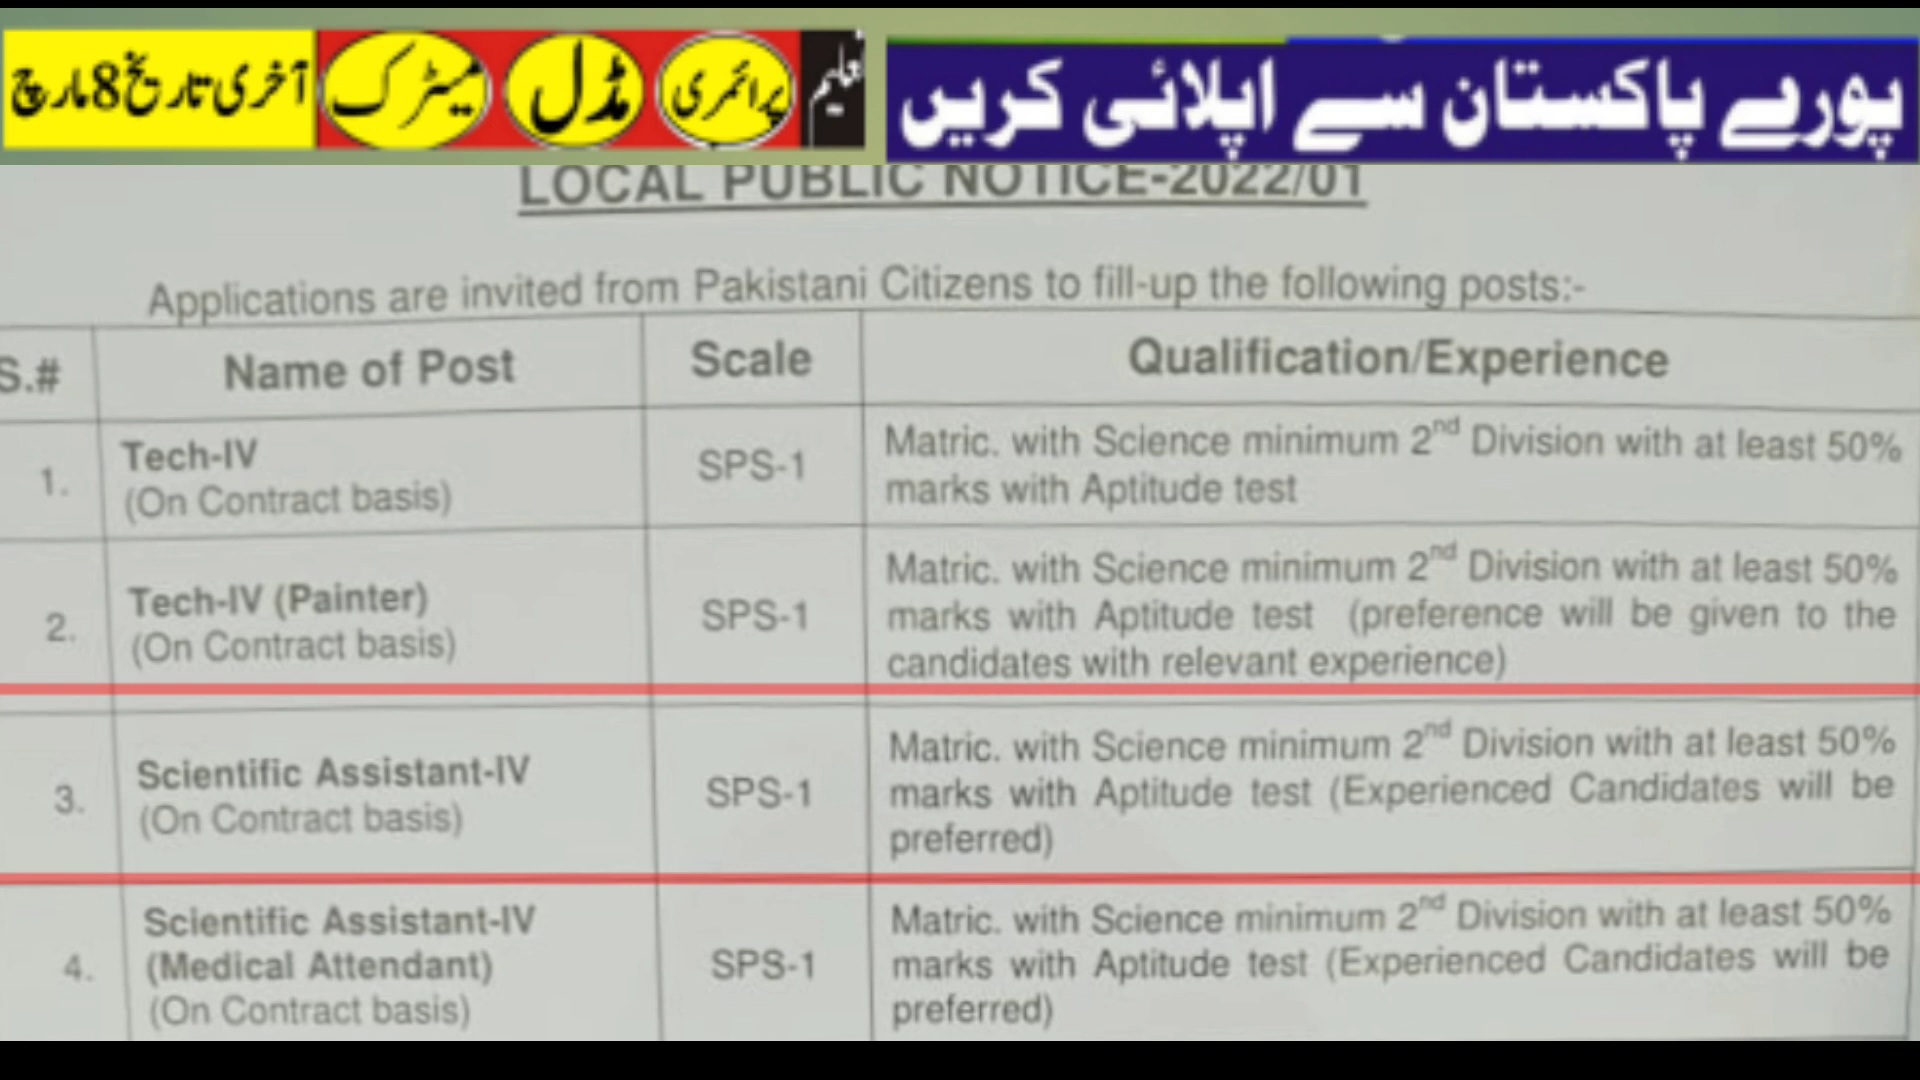 پورے پاکستان سے اپلائی کریں
تعلیم پرائمری مڈل میٹرک آخری تاریخ 8 مارچ
LOCAL PUBLIC NOTICE-2022/01
Applications are invited from Pakistani Citizens to fill-up the following posts:-
S.# Name of Post Scale Qualification/Experience
1. Tech-IV (On Contract basis) SPS-1 Matric. with Science minimum 2nd Division with at least 50%
marks with Aptitude test
2. Tech-IV (Painter) (On Contract basis) SPS-1 Matric. with Science minimum 2nd Division with at least 50%
marks with Aptitude test (preference will be given to the
candidates with relevant experience)
3. Scientific Assistant-IV (On Contract basis) SPS-1 Matric. with Science minimum 2nd Division with at least 50%
marks with Aptitude test (Experienced Candidates will be
preferred)
4. Scientific Assistant-IV (Medical Attendant) (On Contract basis) SPS-1 Matric. with Science minimum 2nd Division with at least 50%
marks with Aptitude test (Experienced Candidates will be
preferred)